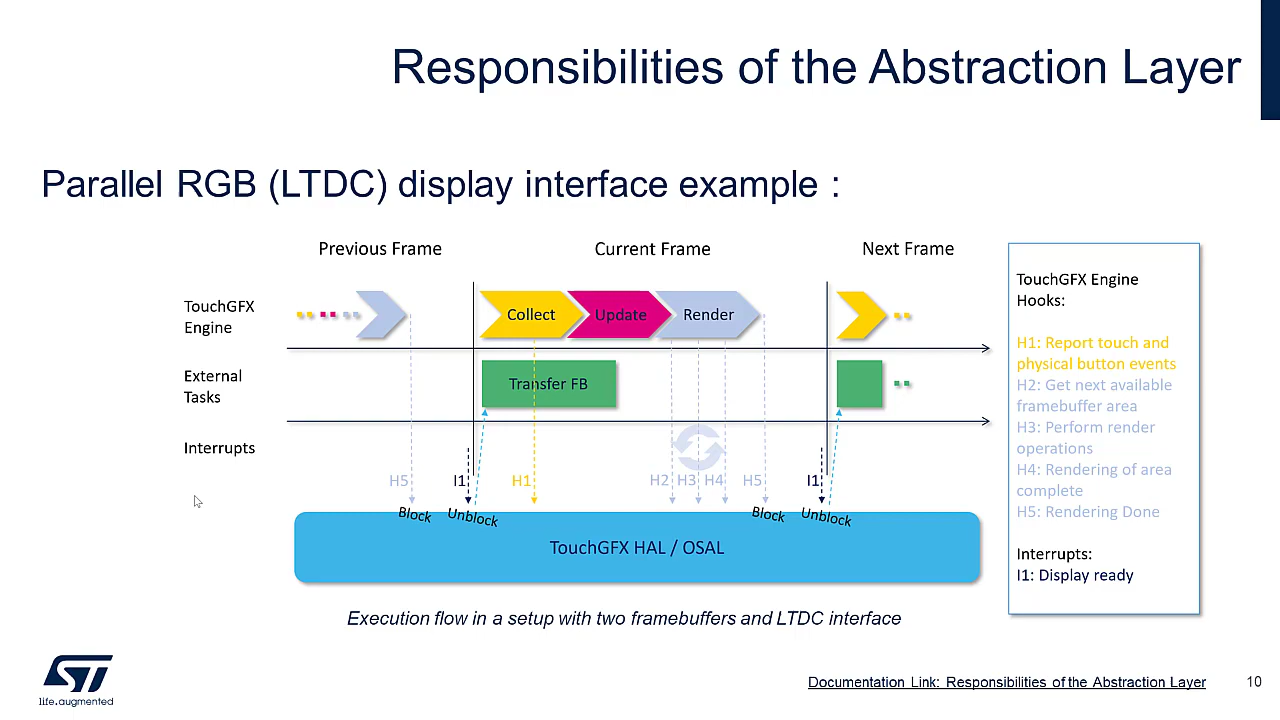 Responsibilities of the Abstraction Layer
Parallel RGB (LTDC) display interface example :
Previous Frame
Current Frame
Next Frame
TouchGFX
Engine
Collect
Update
Render
External
Tasks
Transfer FB
Interrupts
H5
I1
H1
H2
H3
H4
H5
I1
Block
Unblock
Block
Unblock
TouchGFX HAL / OSAL
TouchGFX Engine
Hooks:
H1: Report touch and
physical button events
H2: Get next available
framebuffer area
H3: Perform render
operations
H4: Rendering of area
complete
H5: Rendering Done
Interrupts:
I1: Display ready
Execution flow in a setup with two framebuffers and LTDC interface
ST
life.augmented
Documentation Link: Responsibilities of the Abstraction Layer
10